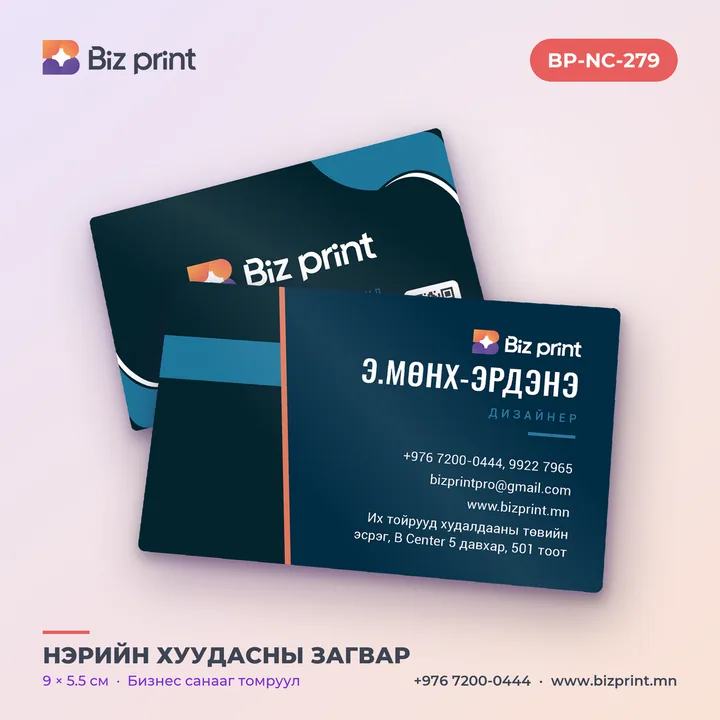 Biz print
BP-NC-279
Biz print
Biz print
Э.МӨНХ-ЭРДЭНЭ
ДИЗАЙНЕР
+976 7200-0444, 9922 7965
bizprintpro@gmail.com
www.bizprint.mn
Их тойрууд худалдааны төвийн
эсрэг, B Center 5 давхар, 501 тоот
НЭРИЙН ХУУДАСНЫ ЗАГВАР
9 × 5.5 см · Бизнес санааг томруул
+976 7200-0444 · www.bizprint.mn